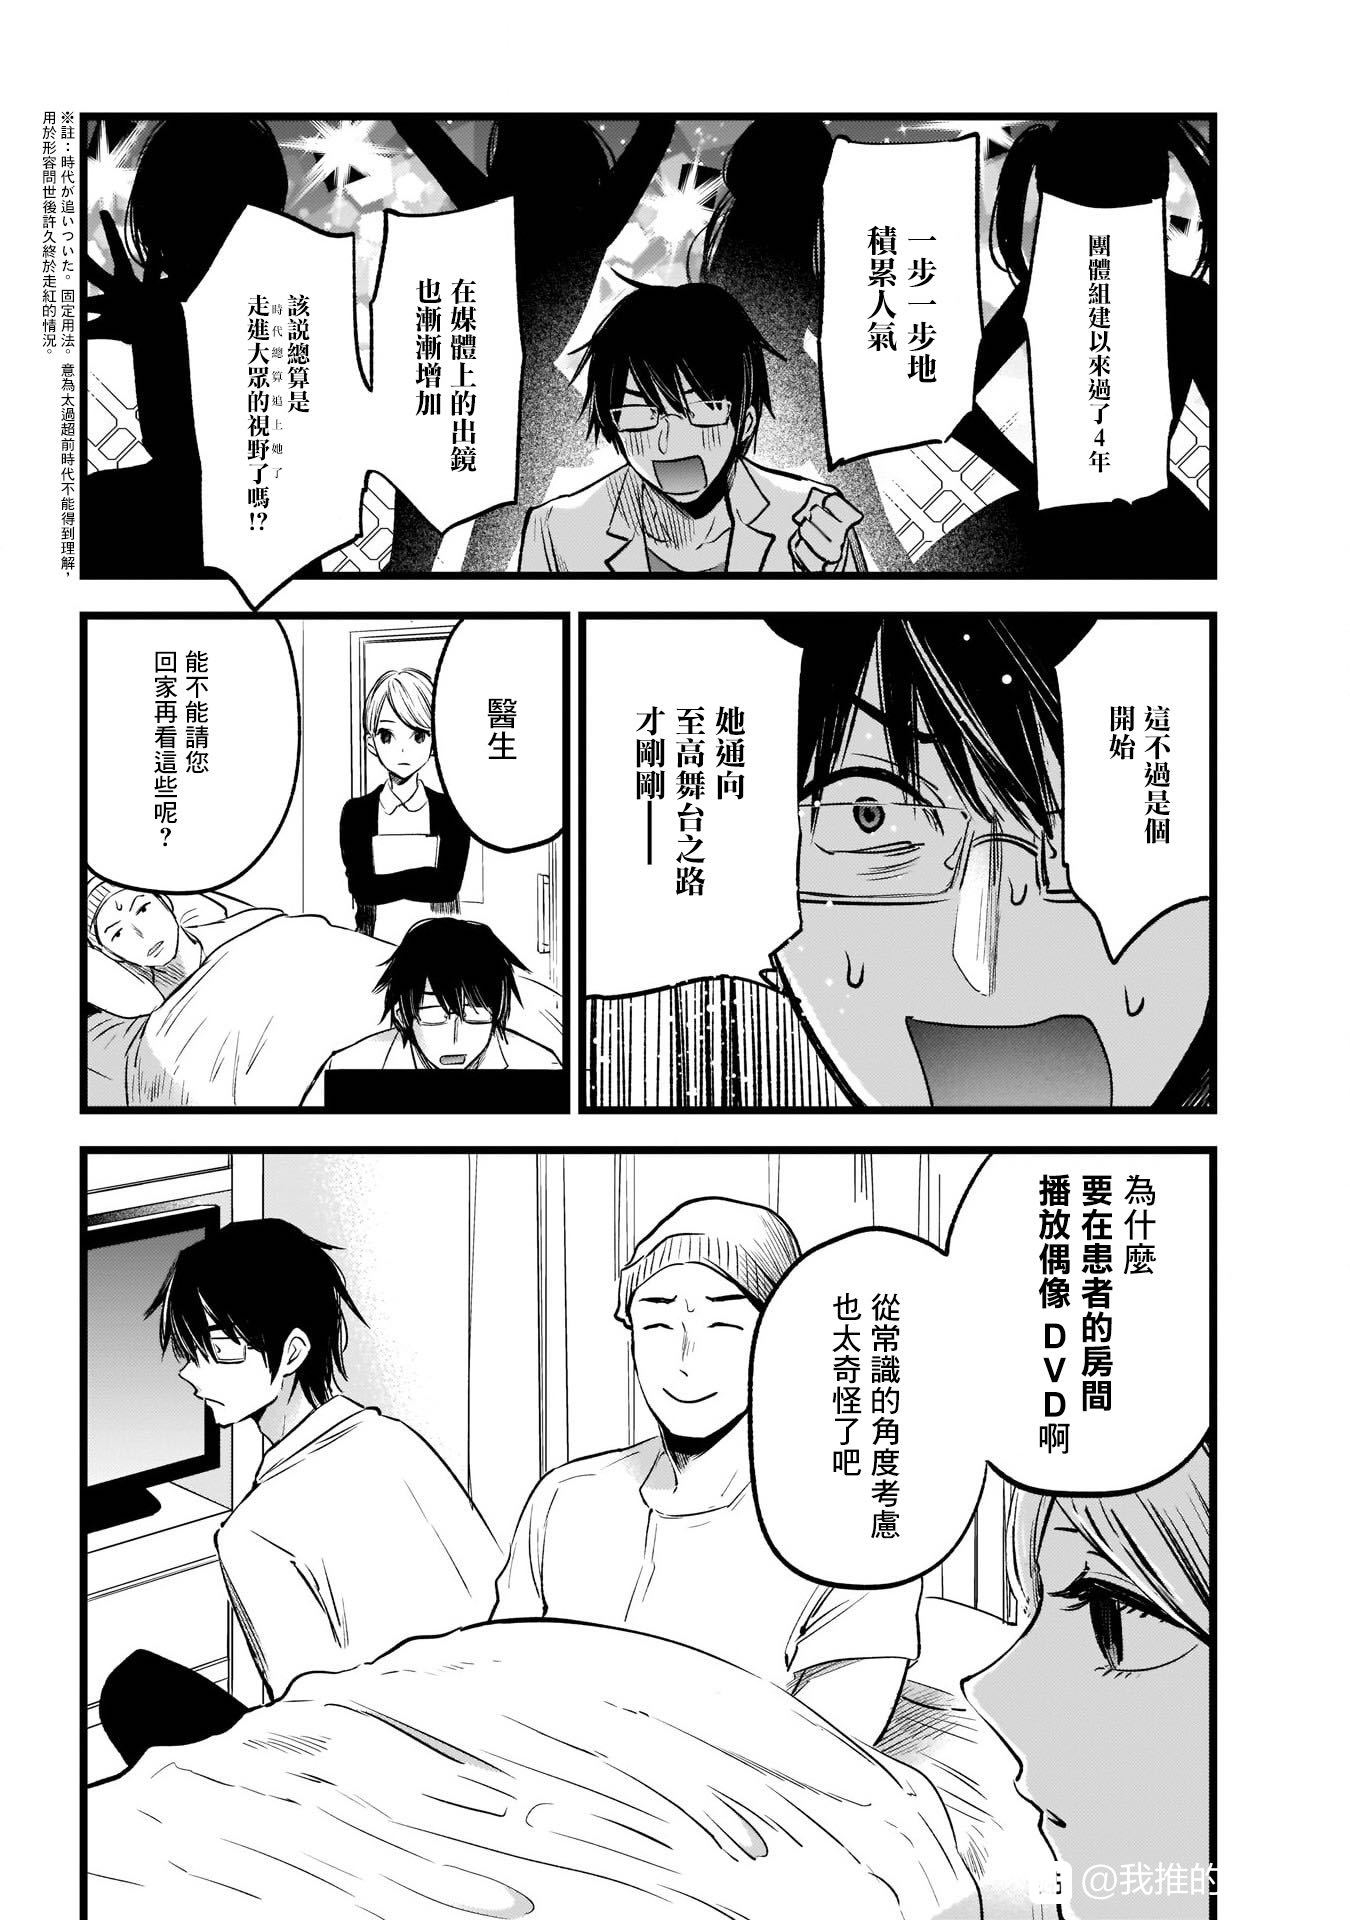 團體組建以來過了4年
一步一步地
積累人氣
在媒體上的出鏡
也漸漸增加
該説總算是
時代總算追上她了
走進大眾的視野了嗎!?
※註：時代が追いついた。固定用法。意為太過超前時代不能得到理解，
用於形容問世後許久終於走紅的情況。
這不過是個
開始
她通向
至高舞台之路
才剛剛——
醫生
能不能請您
回家再看這些呢？
為什麼
要在患者的房間
播放偶像DVD啊
從常識的角度考慮
也太奇怪了吧
@我推的